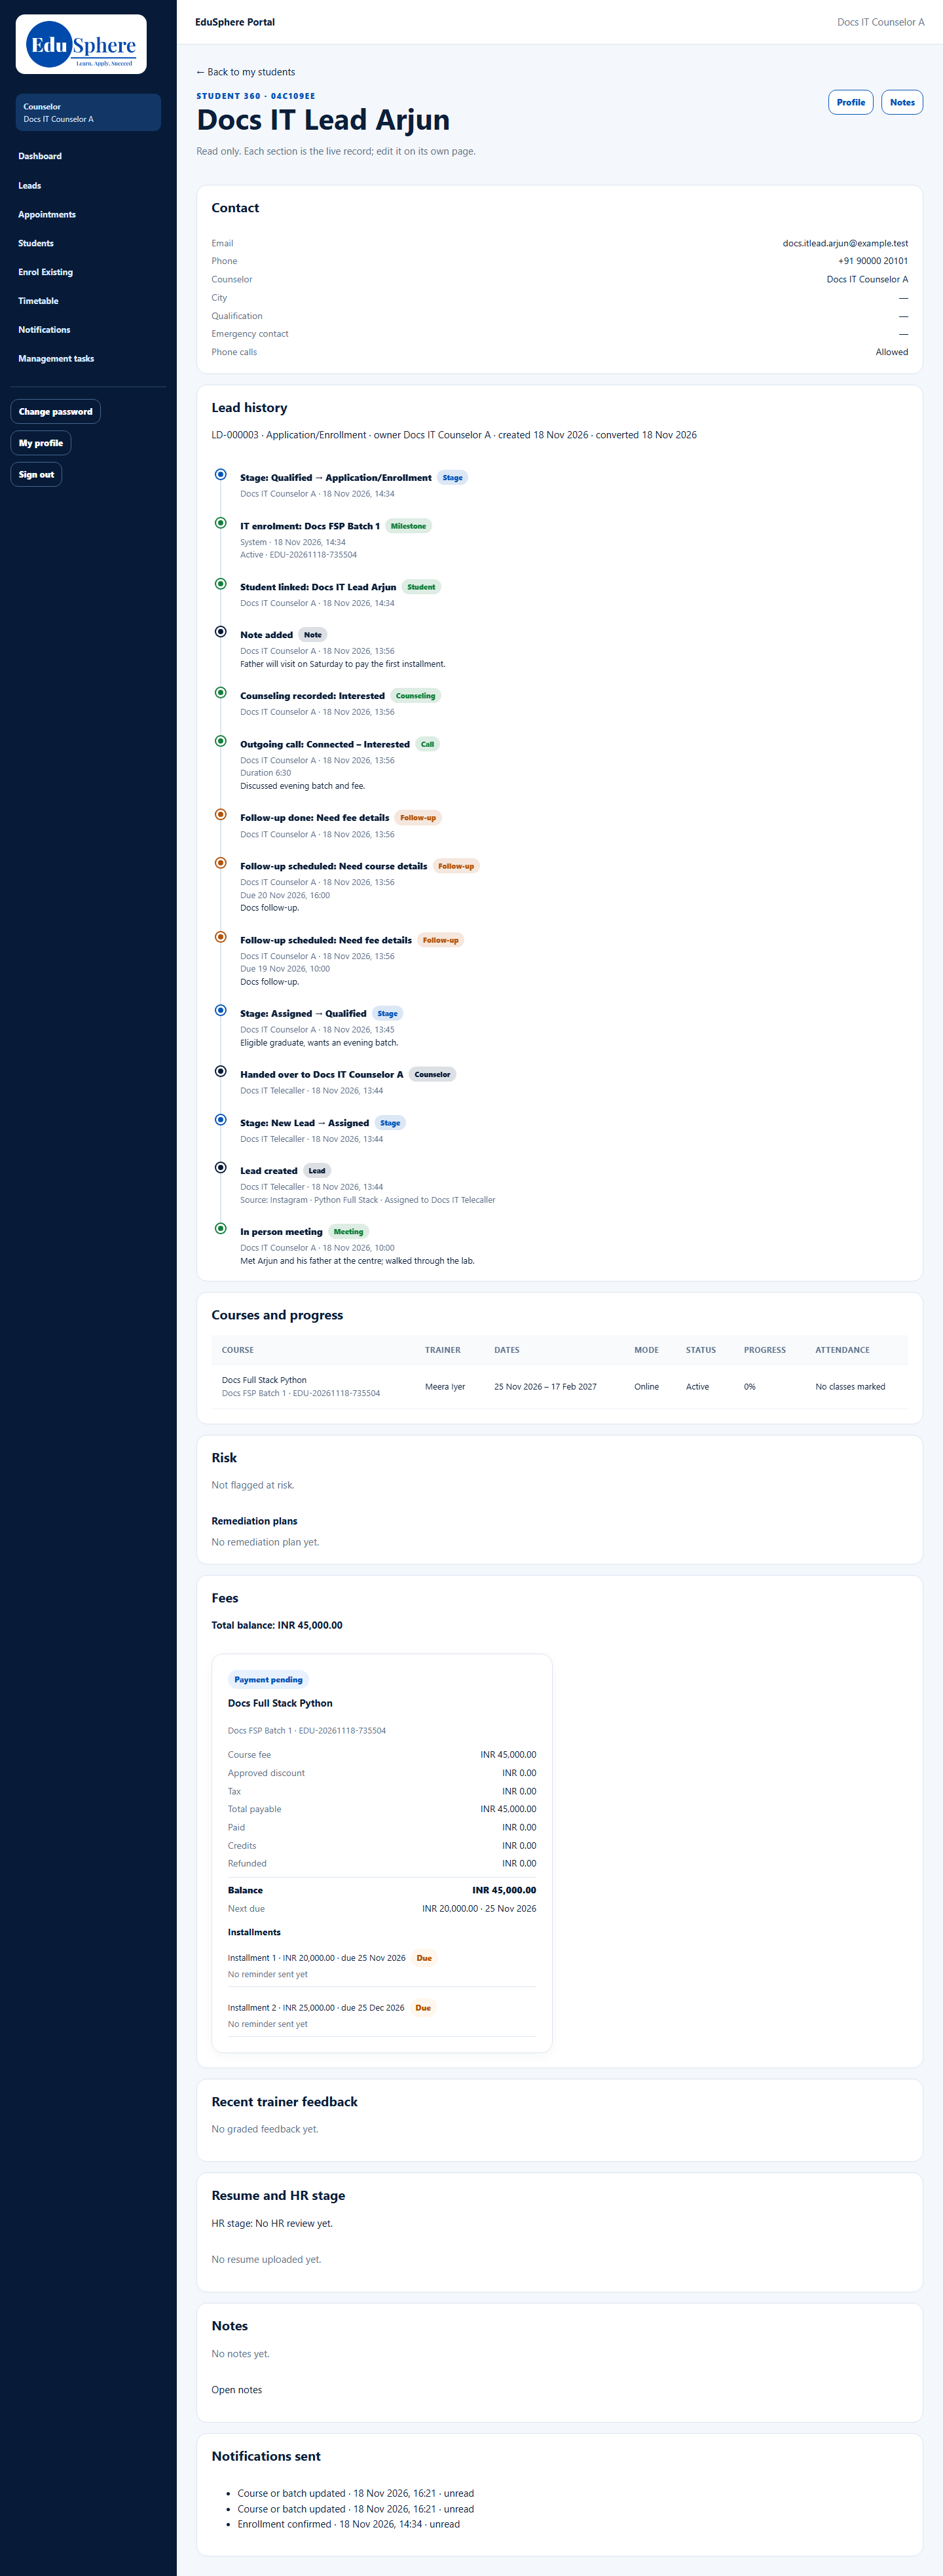 EduSphere
Learn. Apply. Succeed
Counselor
Docs IT Counselor A
Dashboard
Leads
Appointments
Students
Enrol Existing
Timetable
Notifications
Management tasks
Change password
My profile
Sign out
EduSphere Portal
Docs IT Counselor A
← Back to my students
STUDENT 360 · 04C109EE
Docs IT Lead Arjun
Read only. Each section is the live record; edit it on its own page.
Profile
Notes
Contact
Email docs.itlead.arjun@example.test
Phone +91 90000 20101
Counselor Docs IT Counselor A
City —
Qualification —
Emergency contact —
Phone calls Allowed
Lead history
LD-000003 · Application/Enrollment · owner Docs IT Counselor A · created 18 Nov 2026 · converted 18 Nov 2026
Stage: Qualified → Application/Enrollment Stage
Docs IT Counselor A · 18 Nov 2026, 14:34
IT enrolment: Docs FSP Batch 1 Milestone
System · 18 Nov 2026, 14:34
Active · EDU-20261118-735504
Student linked: Docs IT Lead Arjun Student
Docs IT Counselor A · 18 Nov 2026, 14:34
Note added Note
Docs IT Counselor A · 18 Nov 2026, 13:56
Father will visit on Saturday to pay the first installment.
Counseling recorded: Interested Counseling
Docs IT Counselor A · 18 Nov 2026, 13:56
Outgoing call: Connected – Interested Call
Docs IT Counselor A · 18 Nov 2026, 13:56
Duration 6:30
Discussed evening batch and fee.
Follow-up done: Need fee details Follow-up
Docs IT Counselor A · 18 Nov 2026, 13:56
Follow-up scheduled: Need course details Follow-up
Docs IT Counselor A · 18 Nov 2026, 13:56
Due 20 Nov 2026, 16:00
Docs follow-up.
Follow-up scheduled: Need fee details Follow-up
Docs IT Counselor A · 18 Nov 2026, 13:56
Due 19 Nov 2026, 10:00
Docs follow-up.
Stage: Assigned → Qualified Stage
Docs IT Counselor A · 18 Nov 2026, 13:45
Eligible graduate, wants an evening batch.
Handed over to Docs IT Counselor A Counselor
Docs IT Telecaller · 18 Nov 2026, 13:44
Stage: New Lead → Assigned Stage
Docs IT Telecaller · 18 Nov 2026, 13:44
Lead created Lead
Docs IT Telecaller · 18 Nov 2026, 13:44
Source: Instagram · Python Full Stack · Assigned to Docs IT Telecaller
In person meeting Meeting
Docs IT Counselor A · 18 Nov 2026, 10:00
Met Arjun and his father at the centre; walked through the lab.
Courses and progress
COURSE TRAINER DATES MODE STATUS PROGRESS ATTENDANCE
Docs Full Stack Python
Docs FSP Batch 1 · EDU-20261118-735504
Meera Iyer 25 Nov 2026 – 17 Feb 2027 Online Active 0% No classes marked
Risk
Not flagged at risk.
Remediation plans
No remediation plan yet.
Fees
Total balance: INR 45,000.00
Payment pending
Docs Full Stack Python
Docs FSP Batch 1 · EDU-20261118-735504
Course fee INR 45,000.00
Approved discount INR 0.00
Tax INR 0.00
Total payable INR 45,000.00
Paid INR 0.00
Credits INR 0.00
Refunded INR 0.00
Balance INR 45,000.00
Next due INR 20,000.00 · 25 Nov 2026
Installments
Installment 1 · INR 20,000.00 · due 25 Nov 2026 Due
No reminder sent yet
Installment 2 · INR 25,000.00 · due 25 Dec 2026 Due
No reminder sent yet
Recent trainer feedback
No graded feedback yet.
Resume and HR stage
HR stage: No HR review yet.
No resume uploaded yet.
Notes
No notes yet.
Open notes
Notifications sent
• Course or batch updated · 18 Nov 2026, 16:21 · unread
• Course or batch updated · 18 Nov 2026, 16:21 · unread
• Enrollment confirmed · 18 Nov 2026, 14:34 · unread